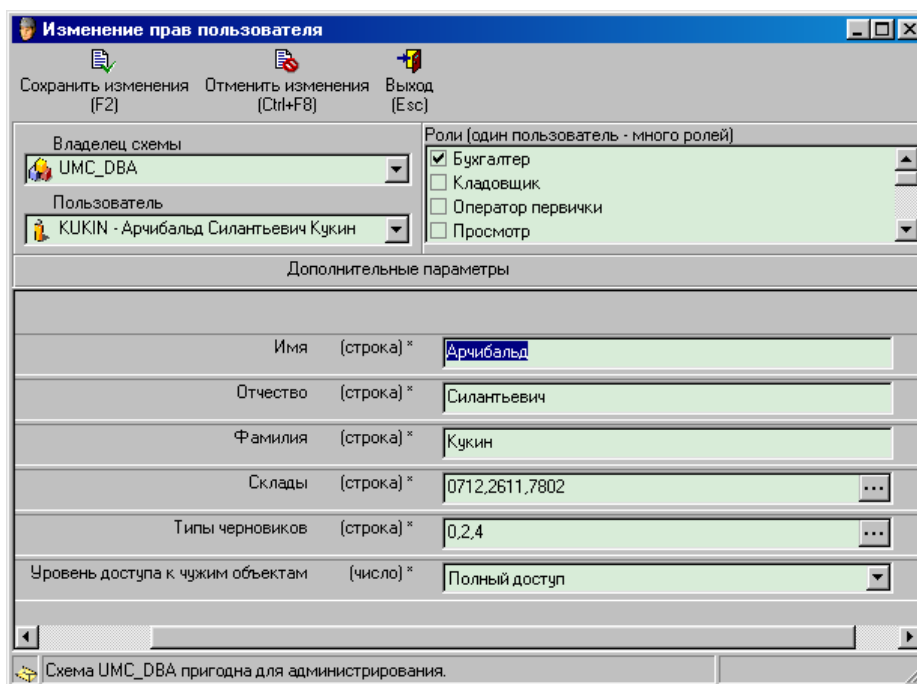 Изменение прав пользователя
Сохранить изменения (F2)
Отменить изменения (Ctrl+F8)
Выход (Esc)
Владелец схемы
UMC_DBA
Пользователь
KUKIN - Арчибальд Силантьевич Кукин
Роли (один пользователь - много ролей)
Бухгалтер
Кладовщик
Оператор первички
Просмотр
Дополнительные параметры
Имя (строка) * Арчибальд
Отчество (строка) * Силантьевич
Фамилия (строка) * Кукин
Склады (строка) * 0712,2611,7802 ...
Типы черновиков (строка) * 0,2,4 ...
Уровень доступа к чужим объектам (число) * Полный доступ
Схема UMC_DBA пригодна для администрирования.